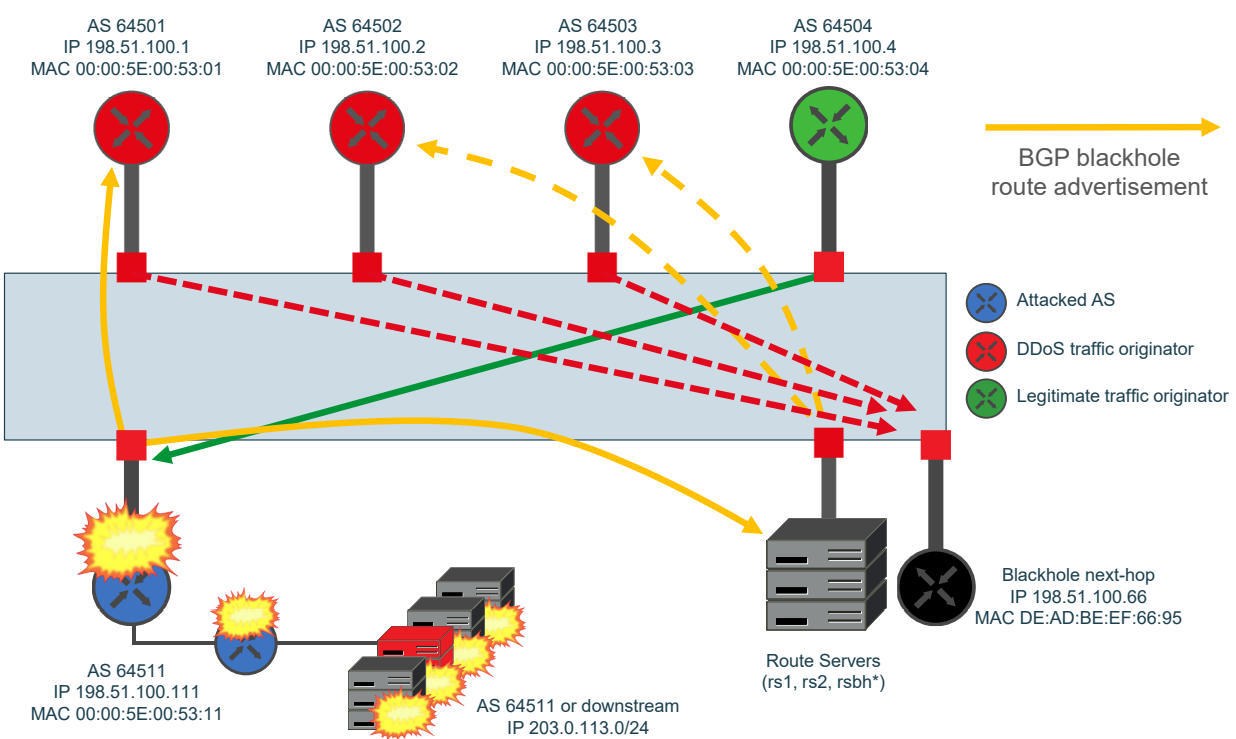 AS 64501
IP 198.51.100.1
MAC 00:00:5E:00:53:01
AS 64502
IP 198.51.100.2
MAC 00:00:5E:00:53:02
AS 64503
IP 198.51.100.3
MAC 00:00:5E:00:53:03
AS 64504
IP 198.51.100.4
MAC 00:00:5E:00:53:04
BGP blackhole
route advertisement
Attacked AS
DDoS traffic originator
Legitimate traffic originator
Blackhole next-hop
IP 198.51.100.66
MAC DE:AD:BE:EF:66:95
Route Servers
(rs1, rs2, rsbh*)
AS 64511
IP 198.51.100.111
MAC 00:00:5E:00:53:11
AS 64511 or downstream
IP 203.0.113.0/24